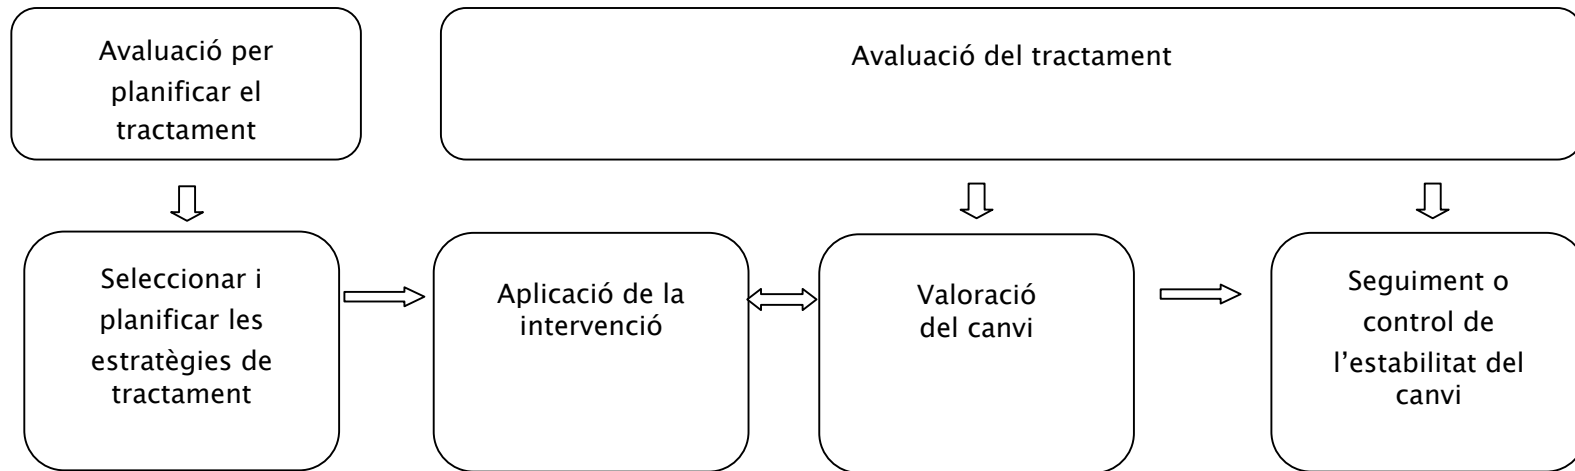 Avaluació per
planificar el
tractament
Avaluació del tractament
Seleccionar i
planificar les
estratègies de
tractament
Aplicació de la
intervenció
Valoració
del canvi
Seguiment o
control de
l’estabilitat del
canvi